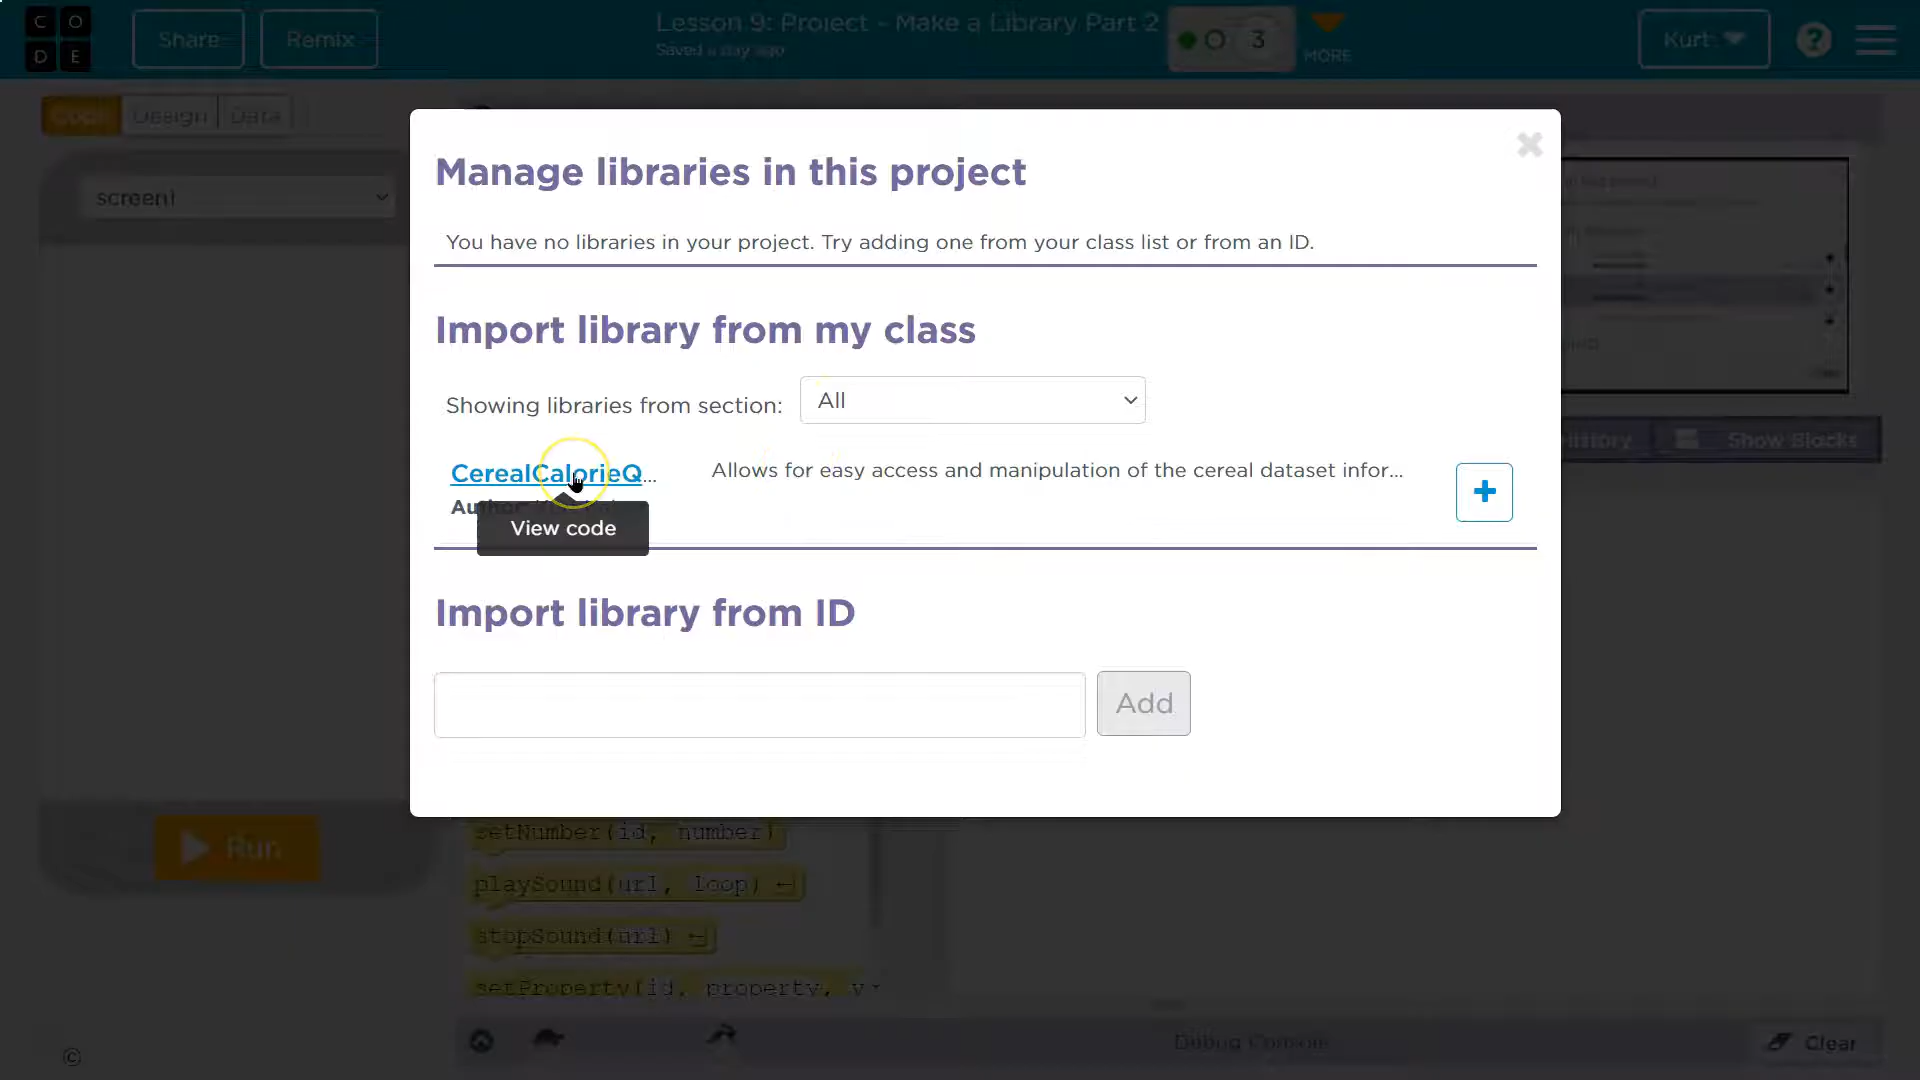 C O
D E
Share
Remix
Lesson 9: Project - Make a Library Part 2
Saved a day ago
3
MORE
Kurt
?
Code
Design
Data
screen1
Manage libraries in this project
You have no libraries in your project. Try adding one from your class list or from an ID.
Import library from my class
Showing libraries from section:
All
CerealCalorieQ...
Allows for easy access and manipulation of the cereal dataset infor...
View code
Import library from ID
Add
History
Show Blocks
Run
setNumber(id, number)
playSound(url, loop)
stopSound(url)
setProperty(id, property, v
Debug Console
Clear
©